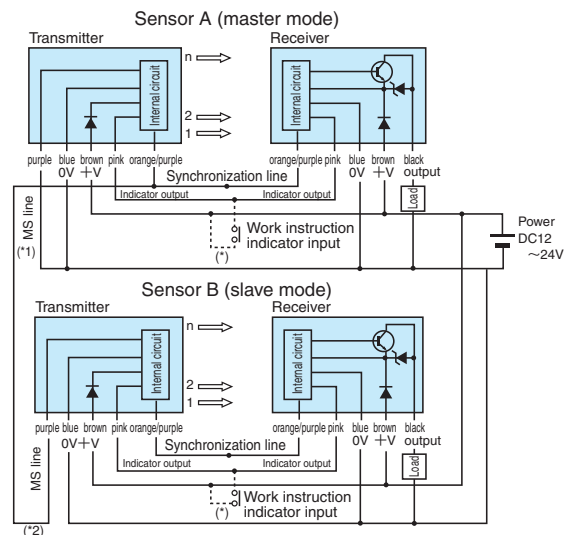 Sensor A (master mode)
Transmitter
Receiver
n
2
1
Internal circuit
Internal circuit
purple
blue
0V
brown
+V
pink
orange/purple
orange/purple
pink
blue
0V
brown
+V
black
output
Synchronization line
Indicator output
Indicator output
Load
MS line
(*1)
(*)
Work instruction
indicator input
Power
DC12
~24V
Sensor B (slave mode)
Transmitter
Receiver
n
2
1
Internal circuit
Internal circuit
purple
blue
0V
brown
+V
pink
orange/purple
orange/purple
pink
blue
0V
brown
+V
black
output
Synchronization line
Indicator output
Indicator output
Load
MS line
(*2)
(*)
Work instruction
indicator input